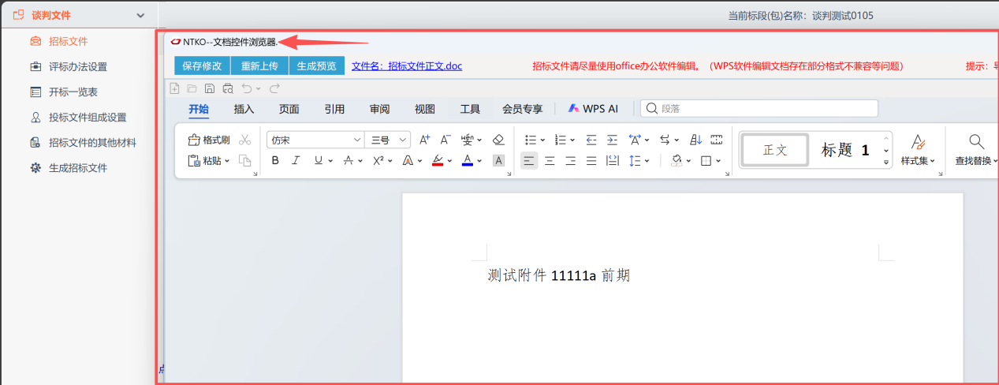 谈判文件
当前标段(包)名称: 谈判测试0105
招标文件
评标办法设置
开标一览表
投标文件组成设置
招标文件的其他材料
生成招标文件
NTKO--文档控件浏览器.
保存修改 重新上传 生成预览 文件名：招标文件正文.doc 招标文件请尽量使用office办公软件编辑。（WPS软件编辑文档存在部分格式不兼容等问题） 提示：
开始 插入 页面 引用 审阅 视图 工具 会员专享 WPS AI 段落
格式刷 仿宋 三号 A+ A- wén 变 A
粘贴 B I U A X² A A A
正文 标题 1 样式集 查找替换
测试附件 11111a 前期